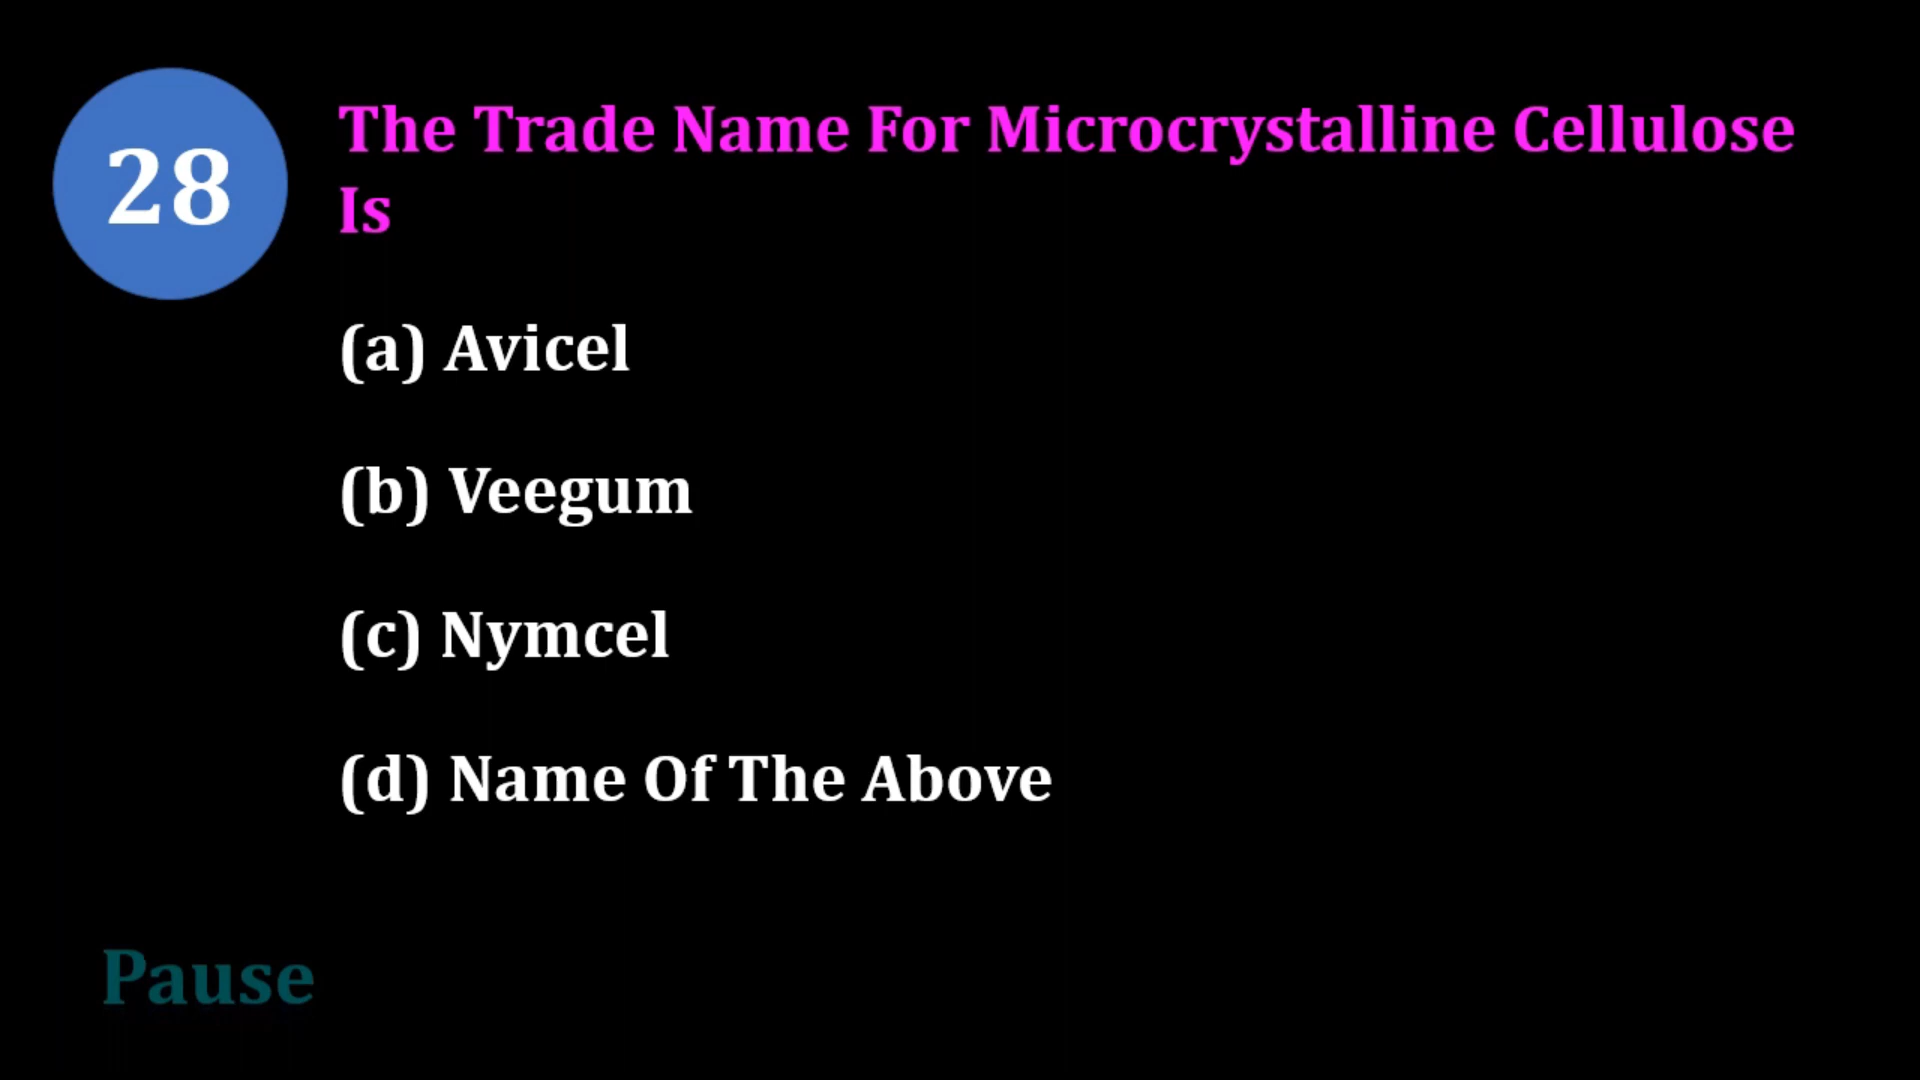 28
The Trade Name For Microcrystalline Cellulose
Is
(a) Avicel
(b) Veegum
(c) Nymcel
(d) Name Of The Above
Pause